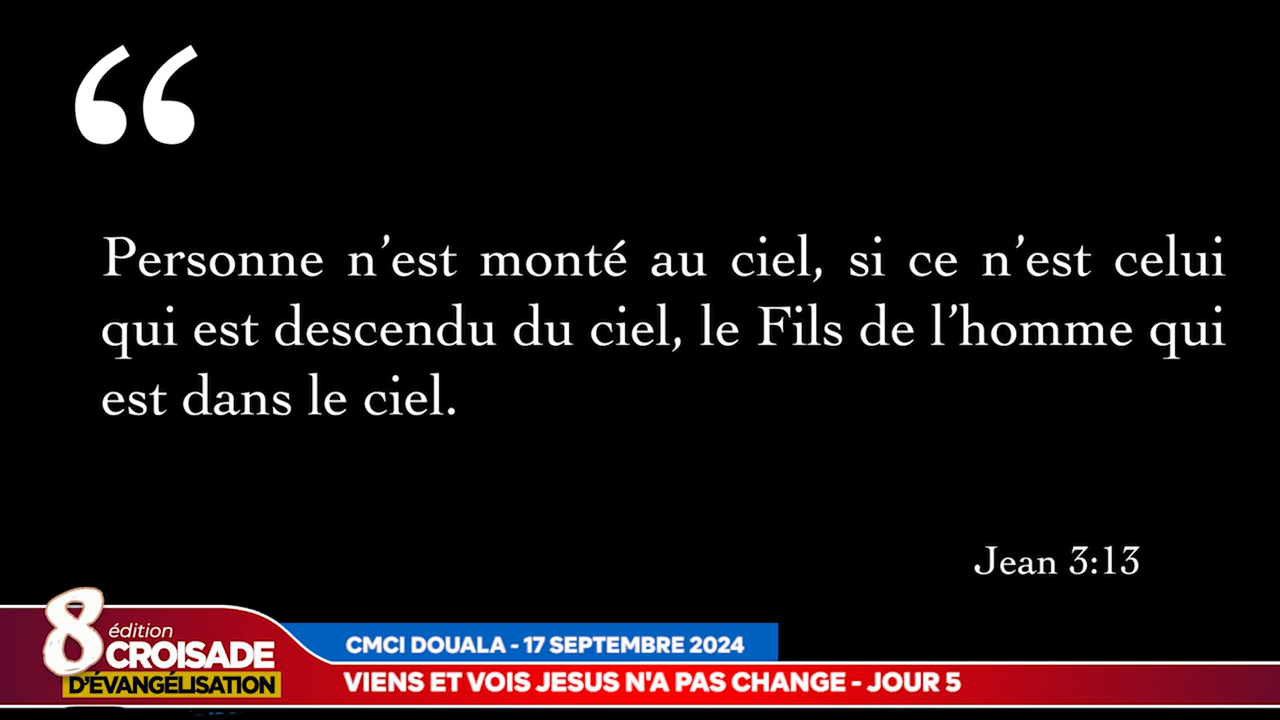 “
Personne n’est monté au ciel, si ce n’est celui
qui est descendu du ciel, le Fils de l’homme qui
est dans le ciel.
Jean 3:13
8 édition
CROISADE
D'ÉVANGÉLISATION
CMCI DOUALA - 17 SEPTEMBRE 2024
VIENS ET VOIS JESUS N'A PAS CHANGE - JOUR 5